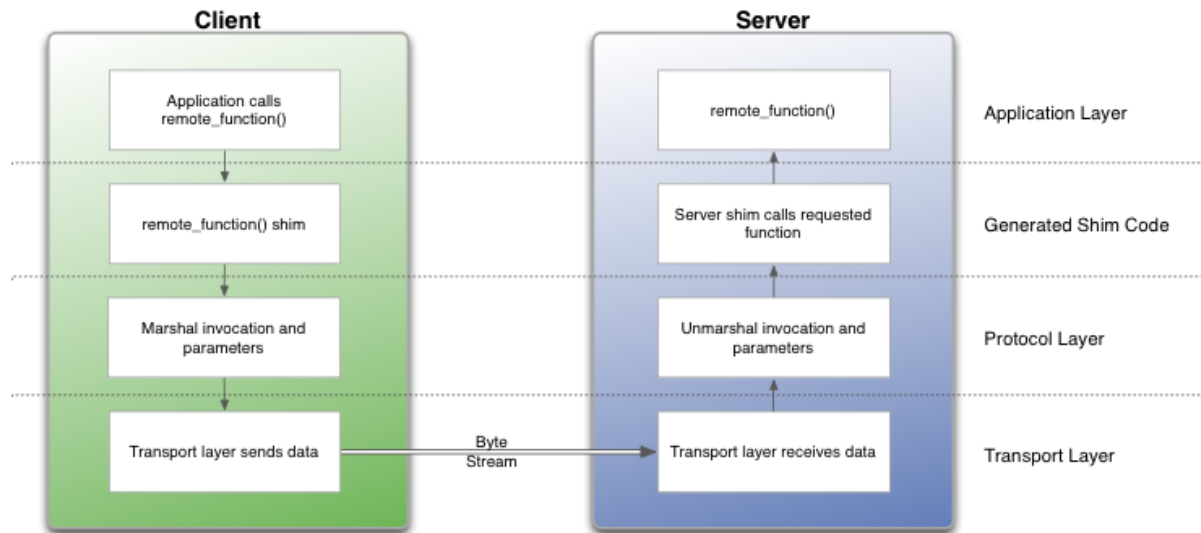 Client
Server
Application calls
remote_function()
remote_function()
Application Layer
remote_function() shim
Server shim calls requested
function
Generated Shim Code
Marshal invocation and
parameters
Unmarshal invocation and
parameters
Protocol Layer
Transport layer sends data
Byte
Stream
Transport layer receives data
Transport Layer